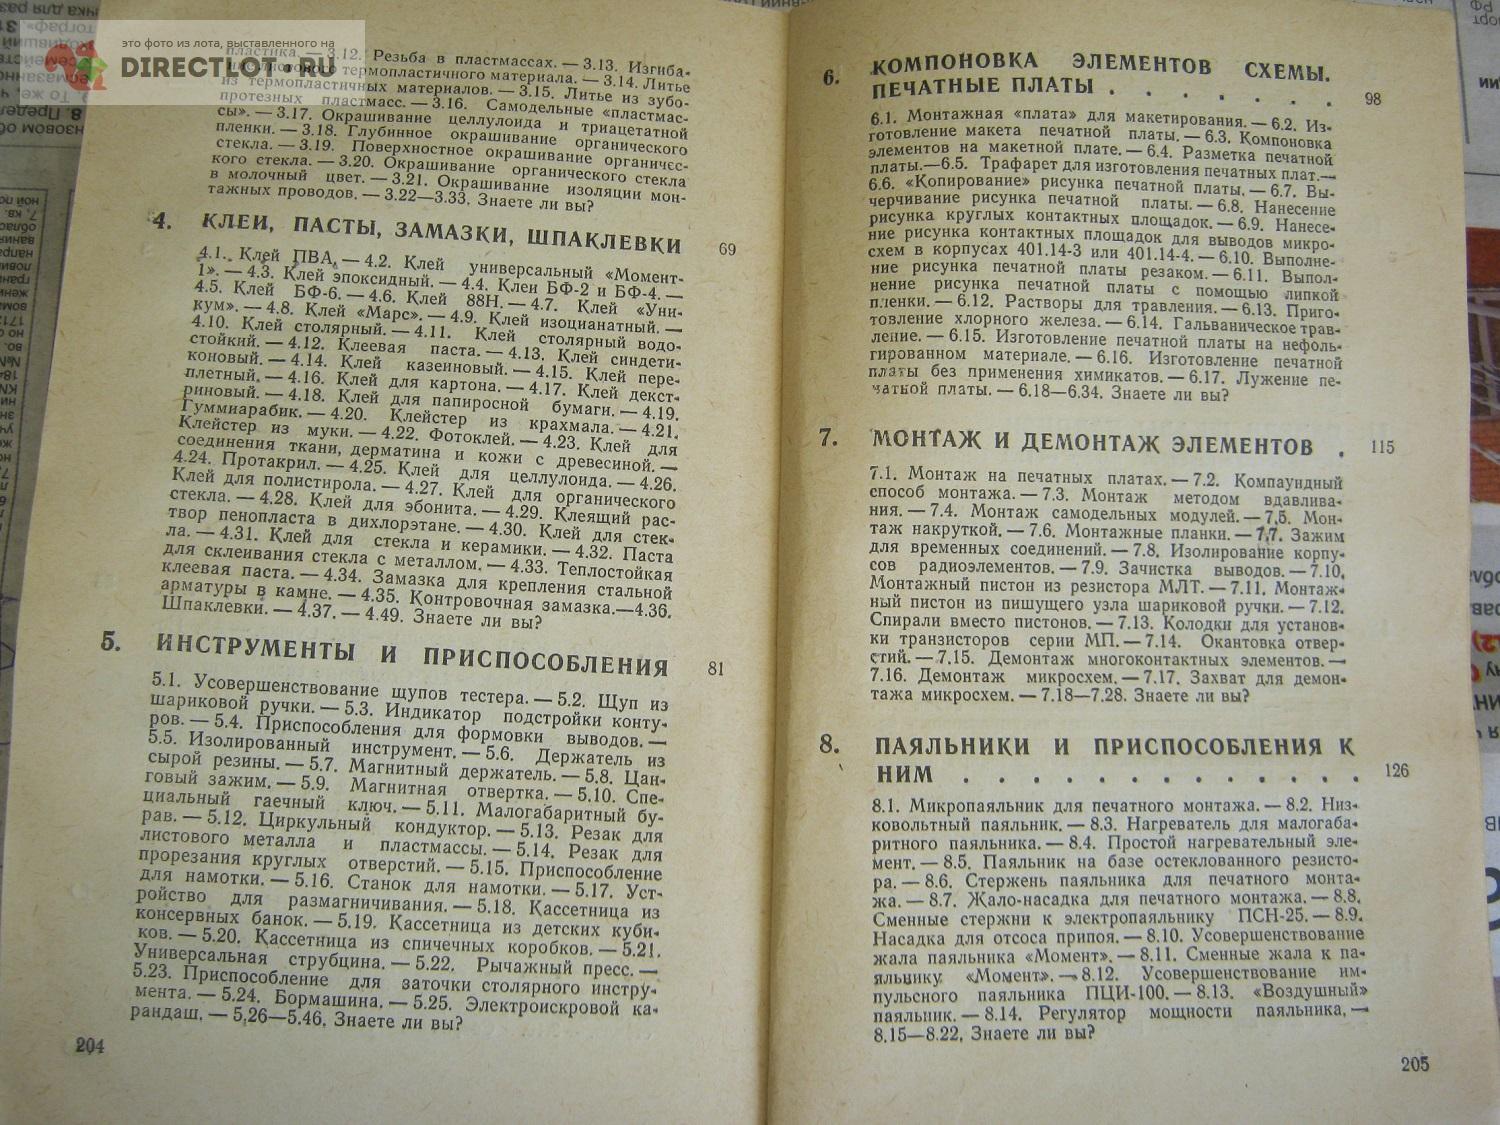 это фото из лота, выставленного на
DIRECTLOT.RU
пластика. — 3.12. Резьба в пластмассах. — 3.13. Изгиба-
термопластичного материала. — 3.14. Литье
из термопластичных материалов. — 3.15. Литье из зубо-
протезных пластмасс. — 3.16. Самодельные «пластмас-
сы». — 3.17. Окрашивание целлулоида и триацетатной
пленки. — 3.18. Глубинное окрашивание органического
стекла. — 3.19. Поверхностное окрашивание органичес-
кого стекла. — 3.20. Окрашивание органического стекла
в молочный цвет. — 3.21. Окрашивание изоляции мон-
тажных проводов. — 3.22—3.33. Знаете ли вы?
4. КЛЕИ, ПАСТЫ, ЗАМАЗКИ, ШПАКЛЕВКИ 69
4.1. Клей ПВА. — 4.2. Клей универсальный «Момент-
1». — 4.3. Клей эпоксидный. — 4.4. Клеи БФ-2 и БФ-4. —
4.5. Клей БФ-6. — 4.6. Клей 88Н. — 4.7. Клей «Уни-
кум». — 4.8. Клей «Марс». — 4.9. Клей изоцианатный. —
4.10. Клей столярный. — 4.11. Клей столярный водо-
стойкий. — 4.12. Клеевая паста. — 4.13. Клей синдети-
коновый. — 4.14. Клей казеиновый. — 4.15. Клей пере-
плетный. — 4.16. Клей для картона. — 4.17. Клей декст-
риновый. — 4.18. Клей для папиросной бумаги. — 4.19.
Гуммиарабик. — 4.20. Клейстер из крахмала. — 4.21.
Клейстер из муки. — 4.22. Фотоклей. — 4.23. Клей для
соединения ткани, дерматина и кожи с древесиной. —
4.24. Протакрил. — 4.25. Клей для целлулоида. — 4.26.
Клей для полистирола. — 4.27. Клей для органического
стекла. — 4.28. Клей для эбонита. — 4.29. Клеящий рас-
твор пенопласта в дихлорэтане. — 4.30. Клей для стек-
ла. — 4.31. Клей для стекла и керамики. — 4.32. Паста
для склеивания стекла с металлом. — 4.33. Теплостойкая
клеевая паста. — 4.34. Замазка для крепления стальной
арматуры в камне. — 4.35. Контровочная замазка.—4.36.
Шпаклевки. — 4.37. — 4.49. Знаете ли вы?
5. ИНСТРУМЕНТЫ И ПРИСПОСОБЛЕНИЯ 81
5.1. Усовершенствование щупов тестера. — 5.2. Щуп из
шариковой ручки. — 5.3. Индикатор подстройки конту-
ров. — 5.4. Приспособления для формовки выводов. —
5.5. Изолированный инструмент. — 5.6. Держатель из
сырой резины. — 5.7. Магнитный держатель. — 5.8. Цан-
говый зажим. — 5.9. Магнитная отвертка. — 5.10. Спе-
циальный гаечный ключ. — 5.11. Малогабаритный бу-
рав. — 5.12. Циркульный кондуктор. — 5.13. Резак для
листового металла и пластмассы. — 5.14. Резак для
прорезания круглых отверстий. — 5.15. Приспособление
для намотки. — 5.16. Станок для намотки. — 5.17. Уст-
ройство для размагничивания. — 5.18. Кассетница из
консервных банок. — 5.19. Кассетница из детских куби-
ков. — 5.20. Кассетница из спичечных коробков. — 5.21.
Универсальная струбцина. — 5.22. Рычажный пресс. —
5.23. Приспособление для заточки столярного инстру-
мента. — 5.24. Бормашина. — 5.25. Электроискровой ка-
рандаш. — 5.26—5.46. Знаете ли вы?
204
6. КОМПОНОВКА ЭЛЕМЕНТОВ СХЕМЫ.
ПЕЧАТНЫЕ ПЛАТЫ . . . . . . . 98
6.1. Монтажная «плата» для макетирования. — 6.2. Из-
готовление макета печатной платы. — 6.3. Компоновка
элементов на макетной плате. — 6.4. Разметка печатной
платы.—6.5. Трафарет для изготовления печатных плат.—
6.6. «Копирование» рисунка печатной платы. — 6.7. Вы-
черчивание рисунка печатной платы. — 6.8. Нанесение
рисунка круглых контактных площадок. — 6.9. Нанесе-
ние рисунка контактных площадок для выводов микро-
схем в корпусах 401.14-3 или 401.14-4. — 6.10. Выполне-
ние рисунка печатной платы резаком. — 6.11. Выпол-
нение рисунка печатной платы с помощью липкой
пленки. — 6.12. Растворы для травления. — 6.13. Приго-
товление хлорного железа. — 6.14. Гальваническое трав-
ление. — 6.15. Изготовление печатной платы на нефоль-
гированном материале. — 6.16. Изготовление печатной
платы без применения химикатов. — 6.17. Лужение пе-
чатной платы. — 6.18—6.34. Знаете ли вы?
7. МОНТАЖ И ДЕМОНТАЖ ЭЛЕМЕНТОВ . 115
7.1. Монтаж на печатных платах. — 7.2. Компаундный
способ монтажа. — 7.3. Монтаж методом вдавлива-
ния. — 7.4. Монтаж самодельных модулей. — 7.5. Мон-
таж накруткой. — 7.6. Монтажные планки. — 7.7. Зажим
для временных соединений. — 7.8. Изолирование корпу-
сов радиоэлементов. — 7.9. Зачистка выводов. — 7.10.
Монтажный пистон из резистора МЛТ. — 7.11. Монтаж-
ный пистон из пишущего узла шариковой ручки. — 7.12.
Спирали вместо пистонов. — 7.13. Колодки для установ-
ки транзисторов серии МП. — 7.14. Окантовка отвер-
стий. — 7.15. Демонтаж многоконтактных элементов. —
7.16. Демонтаж микросхем. — 7.17. Захват для демон-
тажа микросхем. — 7.18—7.28. Знаете ли вы?
8. ПАЯЛЬНИКИ И ПРИСПОСОБЛЕНИЯ К
НИМ . . . . . . . . . . . . . . 126
8.1. Микропаяльник для печатного монтажа. — 8.2. Низ-
ковольтный паяльник. — 8.3. Нагреватель для малогаба-
ритного паяльника. — 8.4. Простой нагревательный эле-
мент. — 8.5. Паяльник на базе остеклованного резисто-
ра. — 8.6. Стержень паяльника для печатного монта-
жа. — 8.7. Жало-насадка для печатного монтажа. — 8.8.
Сменные стержни к электропаяльнику ПСН-25. — 8.9.
Насадка для отсоса припоя. — 8.10. Усовершенствование
жала паяльника «Момент». — 8.11. Сменные жала к па-
яльнику «Момент». — 8.12. Усовершенствование им-
пульсного паяльника ПЦИ-100. — 8.13. «Воздушный»
паяльник. — 8.14. Регулятор мощности паяльника. —
8.15—8.22. Знаете ли вы?
205